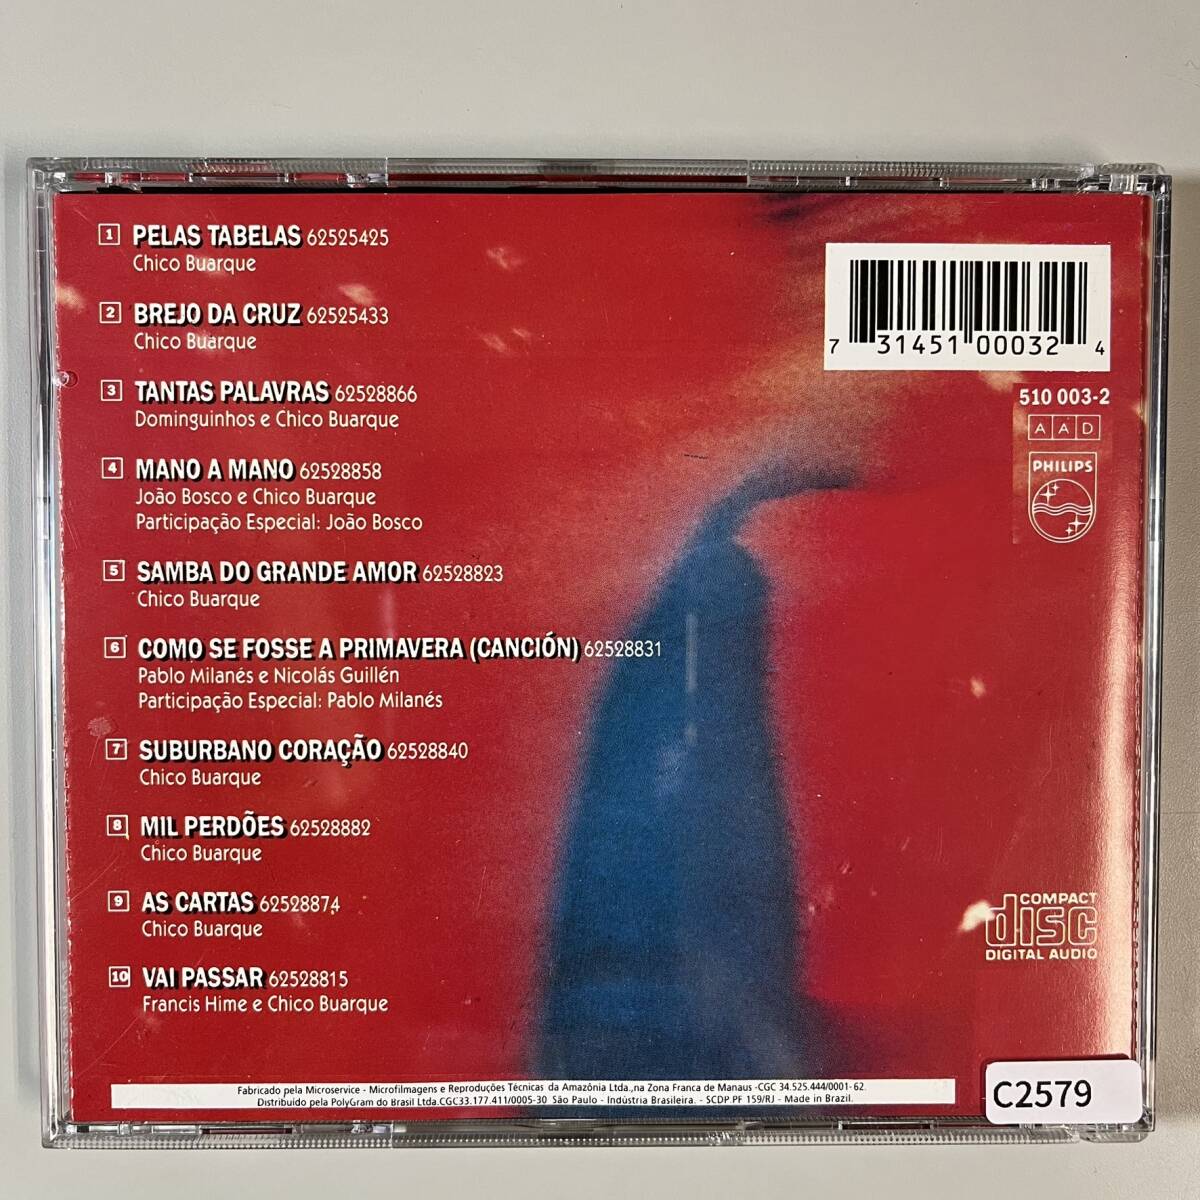 1 PELAS TABELAS 62525425
Chico Buarque
2 BREJO DA CRUZ 62525433
Chico Buarque
3 TANTAS PALAVRAS 62528866
Dominguinhos e Chico Buarque
4 MANO A MANO 62528858
João Bosco e Chico Buarque
Participação Especial: João Bosco
5 SAMBA DO GRANDE AMOR 62528823
Chico Buarque
6 COMO SE FOSSE A PRIMAVERA (CANCIÓN) 62528831
Pablo Milanés e Nicolás Guillén
Participação Especial: Pablo Milanés
7 SUBURBANO CORAÇÃO 62528840
Chico Buarque
8 MIL PERDÕES 62528882
Chico Buarque
9 AS CARTAS 62528874
Chico Buarque
10 VAI PASSAR 62528815
Francis Hime e Chico Buarque
7 31451 00032 4
510 003-2
A A D
PHILIPS
COMPACT
disc
DIGITAL AUDIO
Fabricado pela Microservice - Microfilmagens e Reproduções Técnicas da Amazônia Ltda.,na Zona Franca de Manaus -CGC 34.525.444/0001-62.
Distribuido pela PolyGram do Brasil Ltda.CGC33.177.411/0005-30 São Paulo - Indústria Brasileira. - SCDP PF 159/RJ - Made in Brazil.
C2579